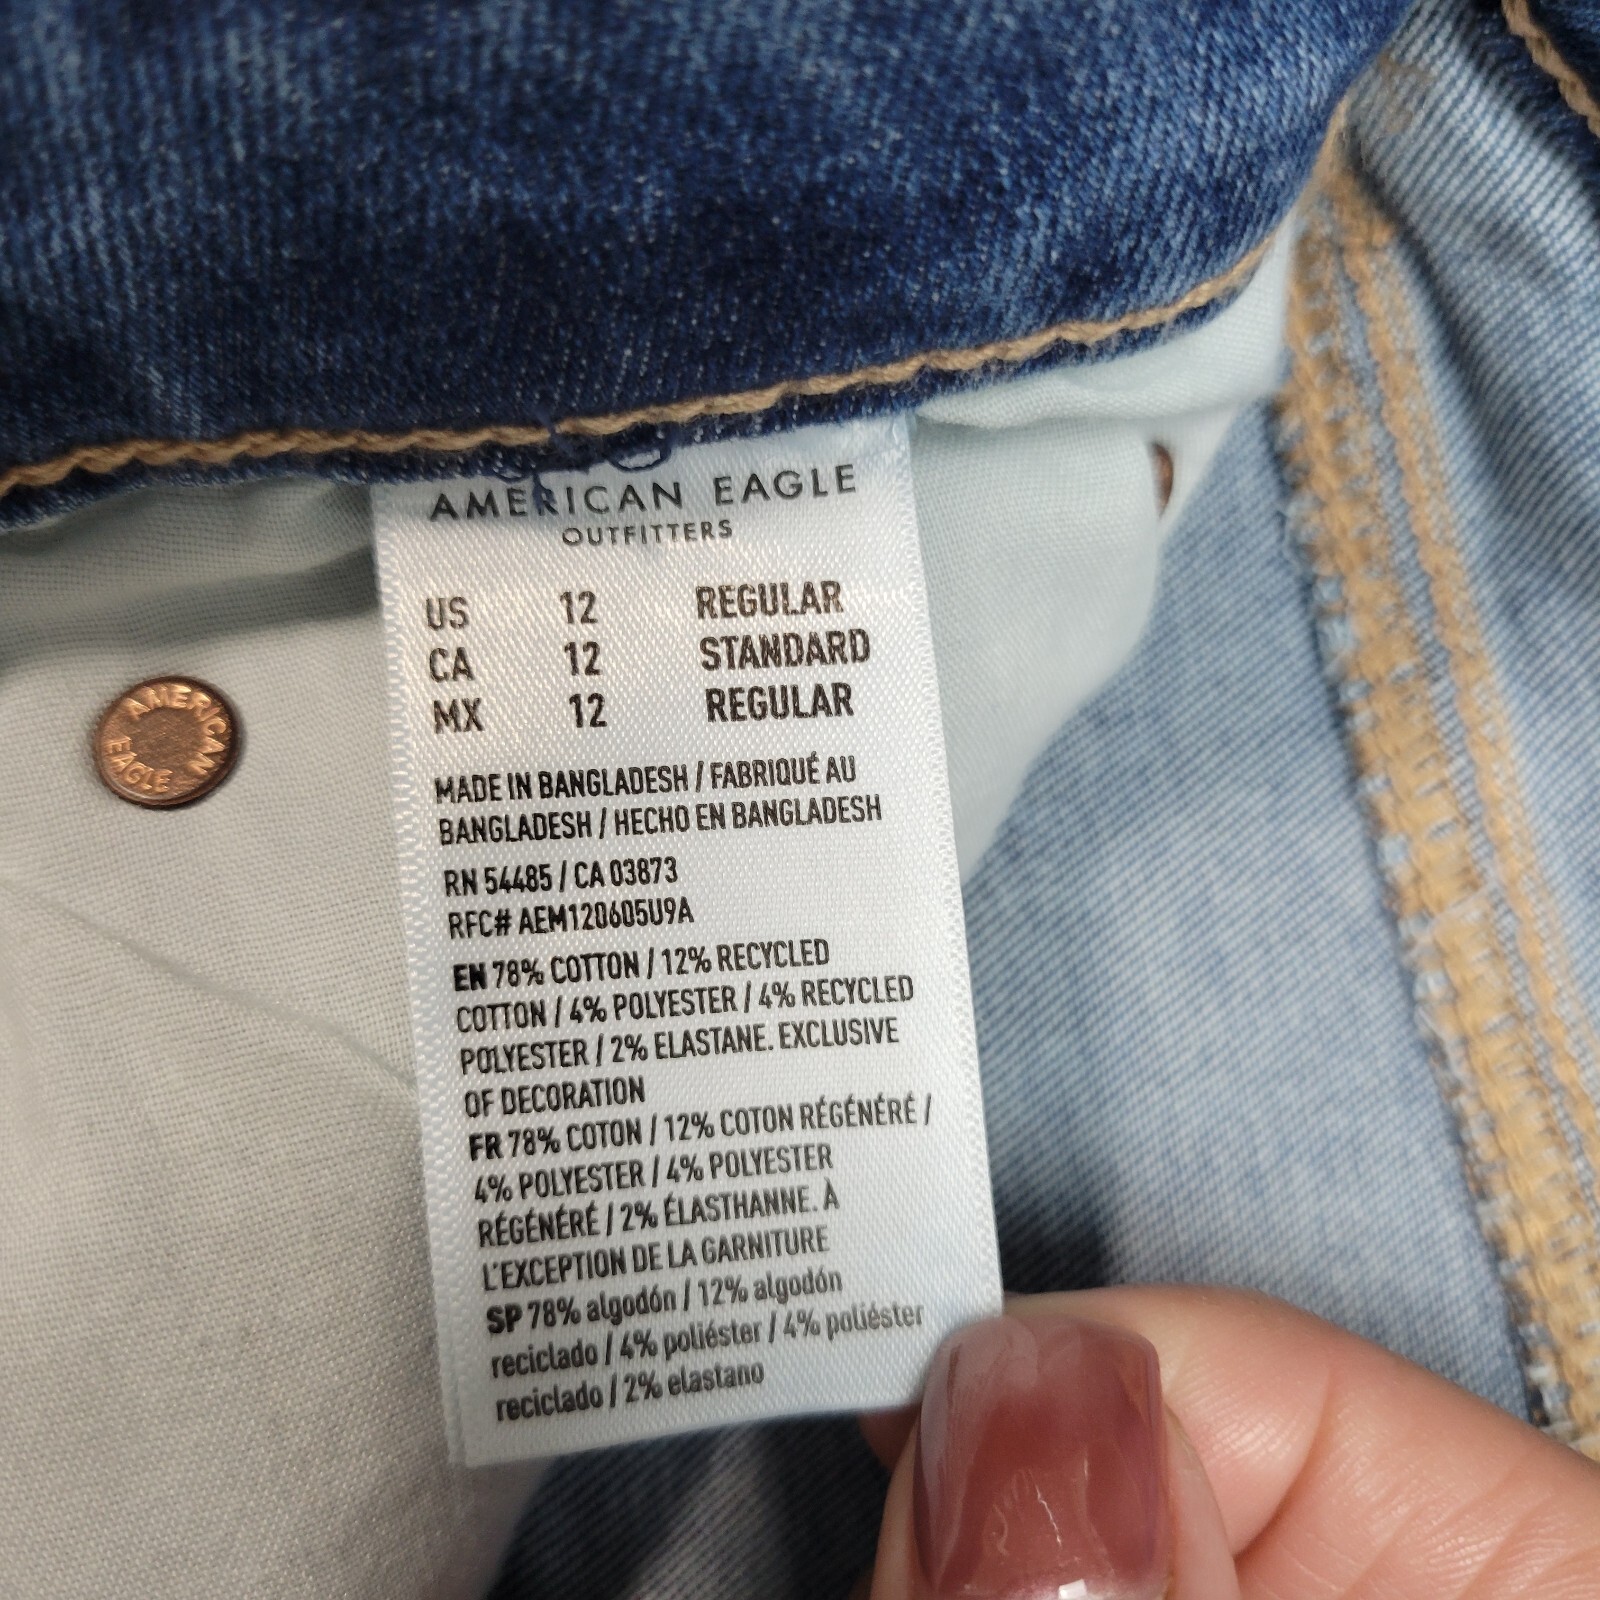 AMERICAN EAGLE
OUTFITTERS
US 12 REGULAR
CA 12 STANDARD
MX 12 REGULAR
MADE IN BANGLADESH / FABRIQUÉ AU
BANGLADESH / HECHO EN BANGLADESH
RN 54485 / CA 03873
RFC# AEM120605U9A
EN 78% COTTON / 12% RECYCLED
COTTON / 4% POLYESTER / 4% RECYCLED
POLYESTER / 2% ELASTANE. EXCLUSIVE
OF DECORATION
FR 78% COTON / 12% COTON RÉGÉNÉRÉ /
4% POLYESTER / 4% POLYESTER
RÉGÉNÉRÉ / 2% ÉLASTHANNE. À
L'EXCEPTION DE LA GARNITURE
SP 78% algodón / 12% algodón
reciclado / 4% poliéster / 4% poliéster
reciclado / 2% elastano
AMERICAN
EAGLE